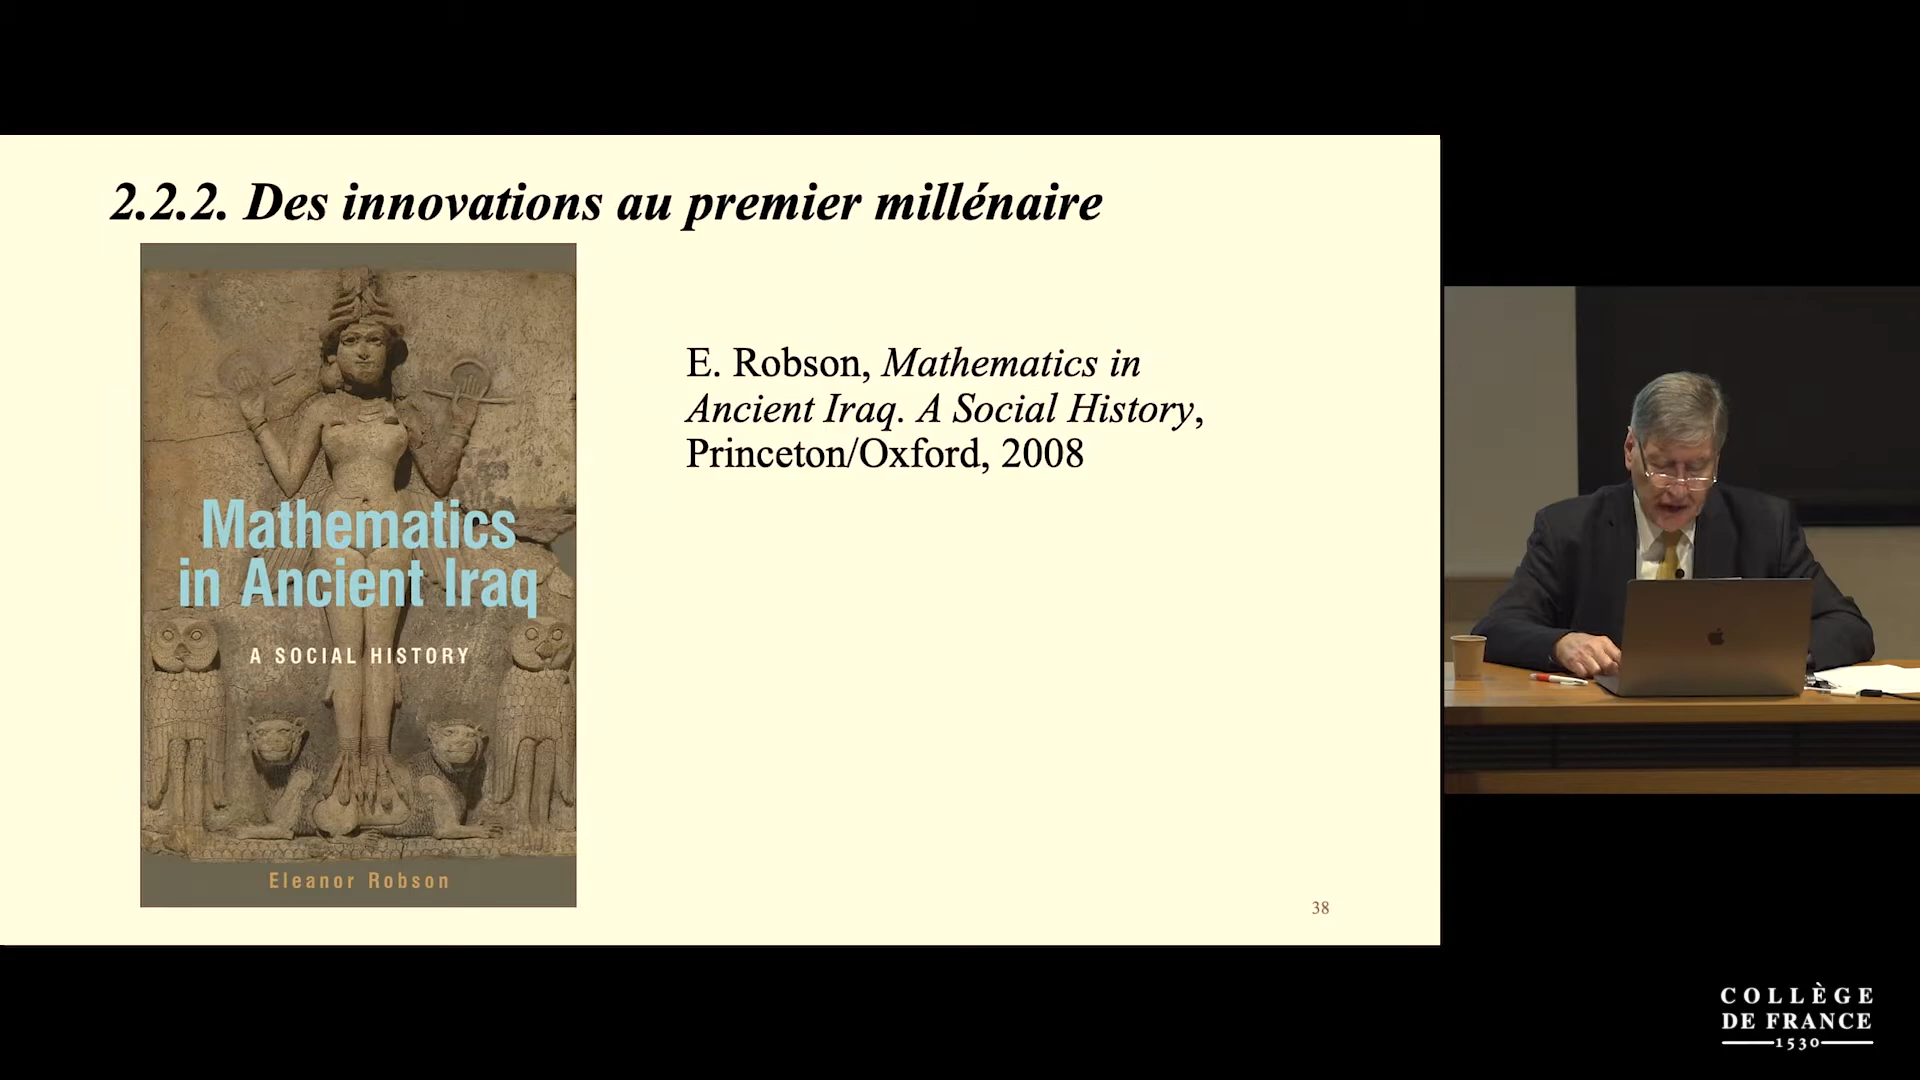 2.2.2. Des innovations au premier millénaire
Mathematics
in Ancient Iraq
A SOCIAL HISTORY
Eleanor Robson
E. Robson, Mathematics in
Ancient Iraq. A Social History,
Princeton/Oxford, 2008
38
COLLÈGE
DE FRANCE
1530